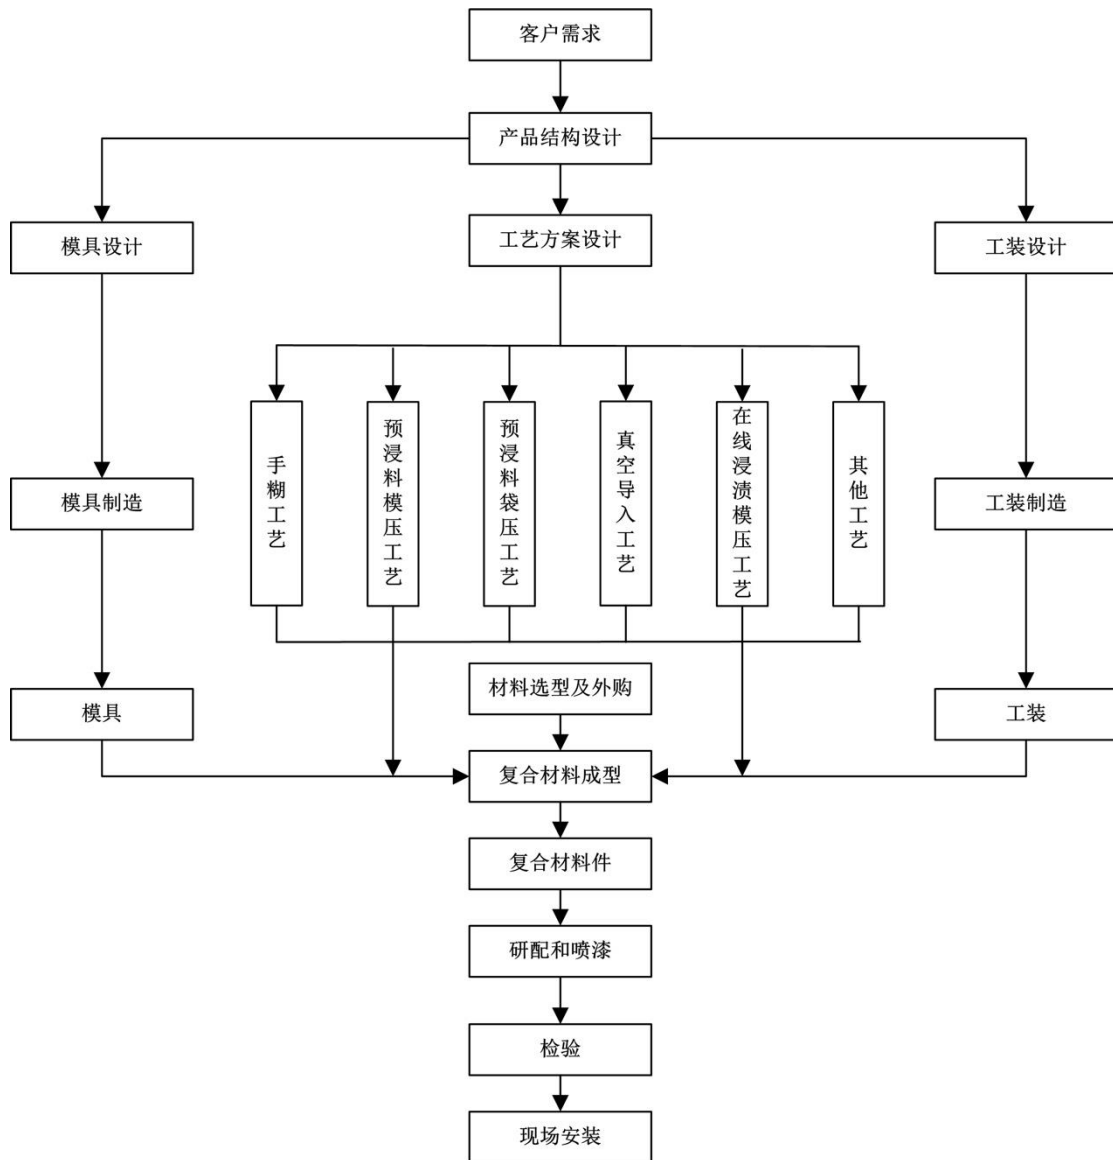 客户需求
产品结构设计
模具设计
工艺方案设计
工装设计
手糊工艺
预浸料模压工艺
预浸料袋压工艺
真空导入工艺
在线浸渍模压工艺
其他工艺
模具制造
工装制造
材料选型及外购
模具
工装
复合材料成型
复合材料件
研配和喷漆
检验
现场安装